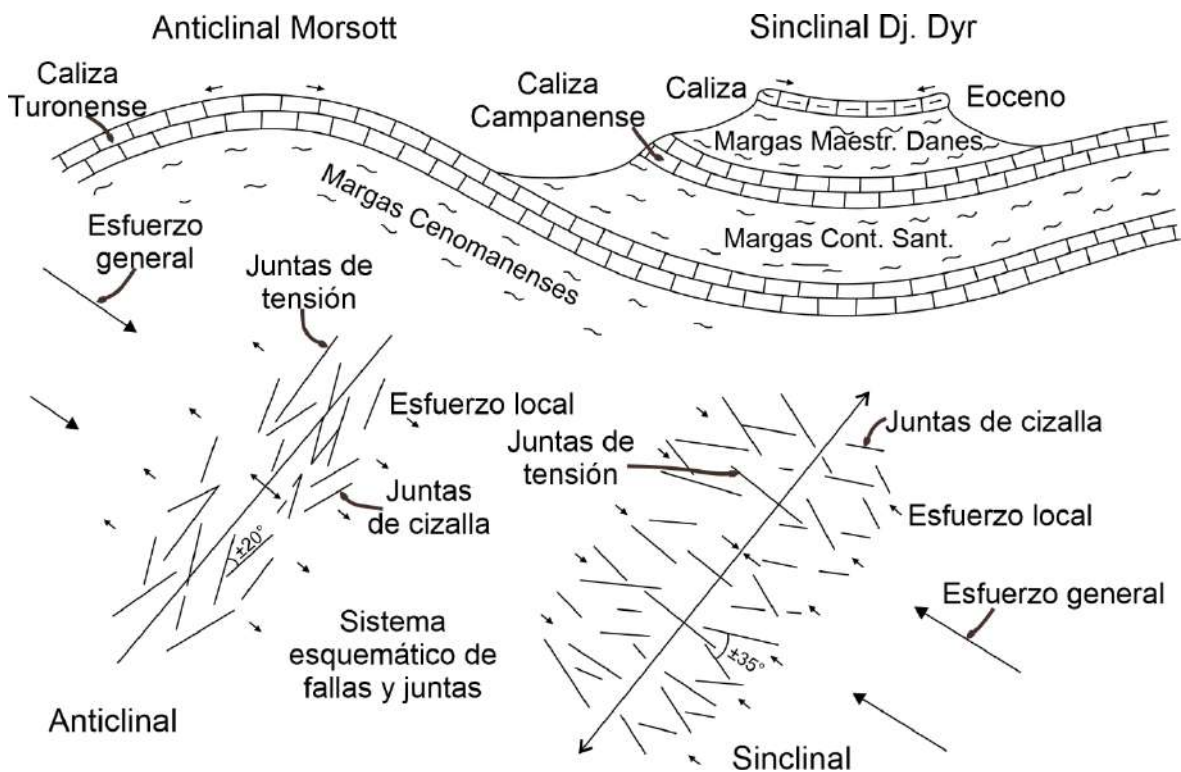 Anticlinal Morsott
Sinclinal Dj. Dyr
Caliza
Turonense
Caliza
Campanense
Caliza
Eoceno
Margas Maestr. Danes
Margas Cenomanenses
Margas Cont. Sant.
Esfuerzo
general
Juntas de
tensión
Esfuerzo local
Juntas
de cizalla
±20°
Sistema
esquemático de
fallas y juntas
Anticlinal
Juntas de
tensión
Juntas de cizalla
Esfuerzo local
Esfuerzo general
±35°
Sinclinal